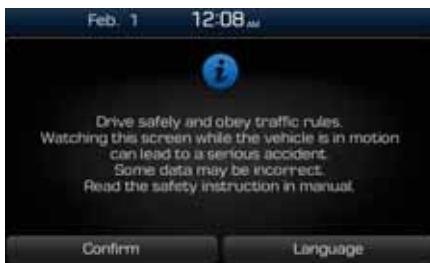 Feb. 1 12:08 AM
i
Drive safely and obey traffic rules.
Watching this screen while the vehicle is in motion
can lead to a serious accident.
Some data may be incorrect.
Read the safety instruction in manual.
Confirm Language